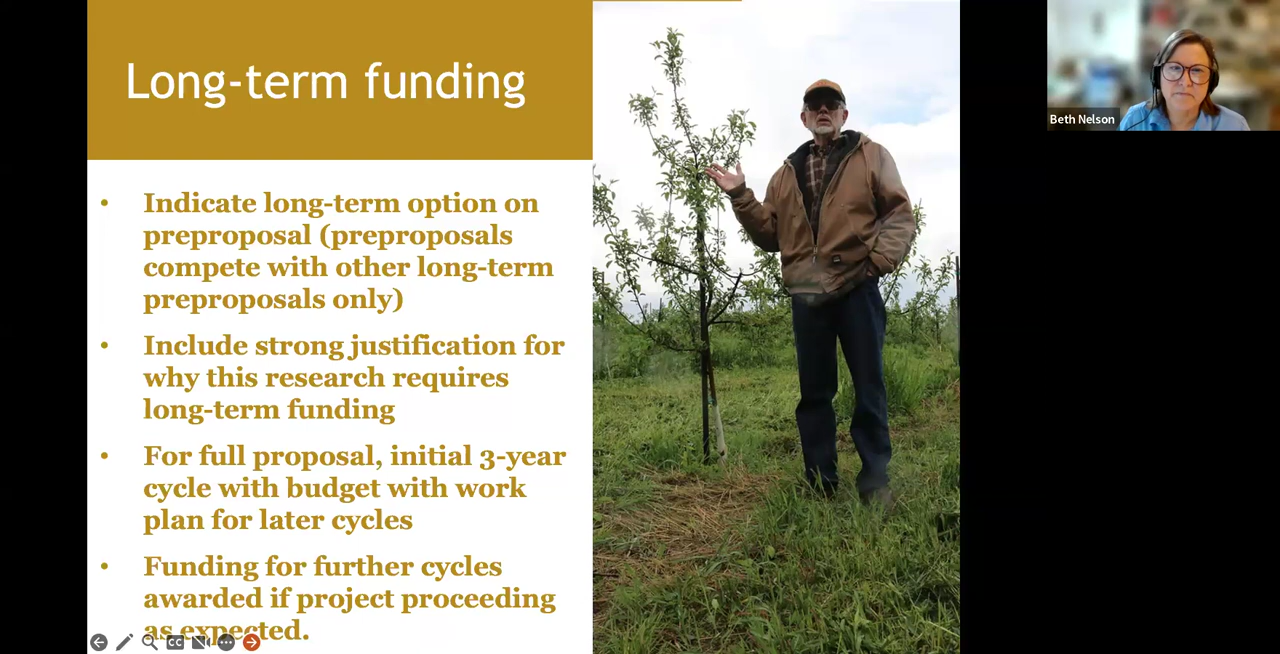 Long-term funding
• Indicate long-term option on
preproposal (preproposals
compete with other long-term
preproposals only)
• Include strong justification for
why this research requires
long-term funding
• For full proposal, initial 3-year
cycle with budget with work
plan for later cycles
• Funding for further cycles
awarded if project proceeding
as expected.
CC
Beth Nelson